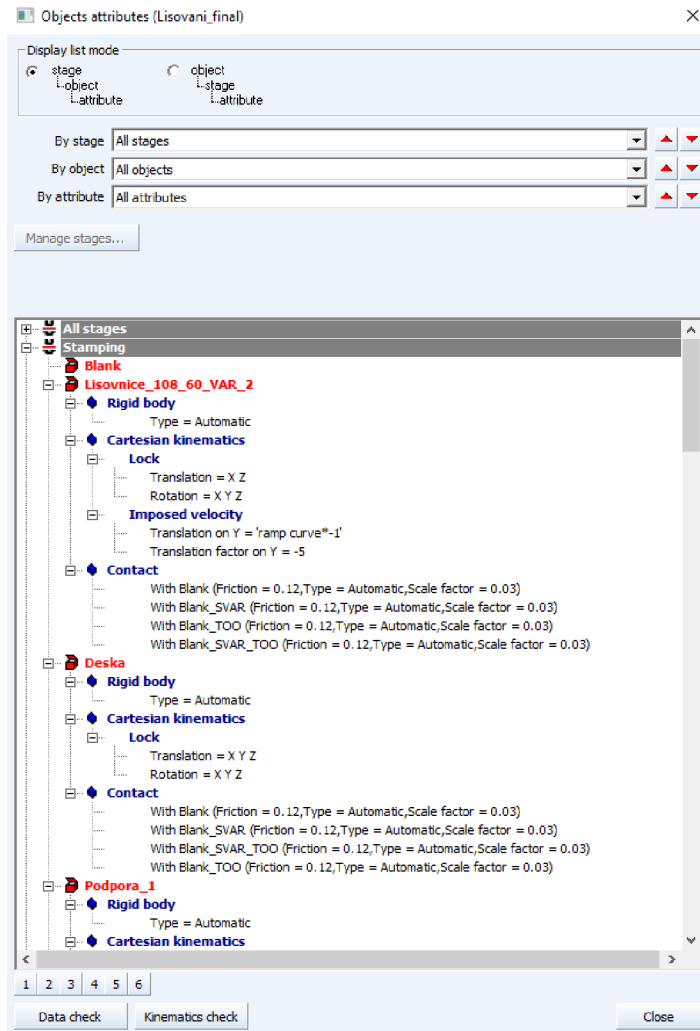 Objects attributes (Lisovani_final)
Display list mode
stage
object
attribute
object
stage
attribute
By stage All stages
By object All objects
By attribute All attributes
Manage stages...
All stages
Stamping
Blank
Lisovnice_108_60_VAR_2
Rigid body
Type = Automatic
Cartesian kinematics
Lock
Translation = X Z
Rotation = X Y Z
Imposed velocity
Translation on Y = 'ramp curve*-1'
Translation factor on Y = -5
Contact
With Blank (Friction = 0.12,Type = Automatic,Scale factor = 0.03)
With Blank_SVAR (Friction = 0.12,Type = Automatic,Scale factor = 0.03)
With Blank_TOO (Friction = 0.12,Type = Automatic,Scale factor = 0.03)
With Blank_SVAR_TOO (Friction = 0.12,Type = Automatic,Scale factor = 0.03)
Deska
Rigid body
Type = Automatic
Cartesian kinematics
Lock
Translation = X Y Z
Rotation = X Y Z
Contact
With Blank (Friction = 0.12,Type = Automatic,Scale factor = 0.03)
With Blank_SVAR (Friction = 0.12,Type = Automatic,Scale factor = 0.03)
With Blank_SVAR_TOO (Friction = 0.12,Type = Automatic,Scale factor = 0.03)
With Blank_TOO (Friction = 0.12,Type = Automatic,Scale factor = 0.03)
Podpora_1
Rigid body
Type = Automatic
Cartesian kinematics
1 2 3 4 5 6
Data check Kinematics check Close